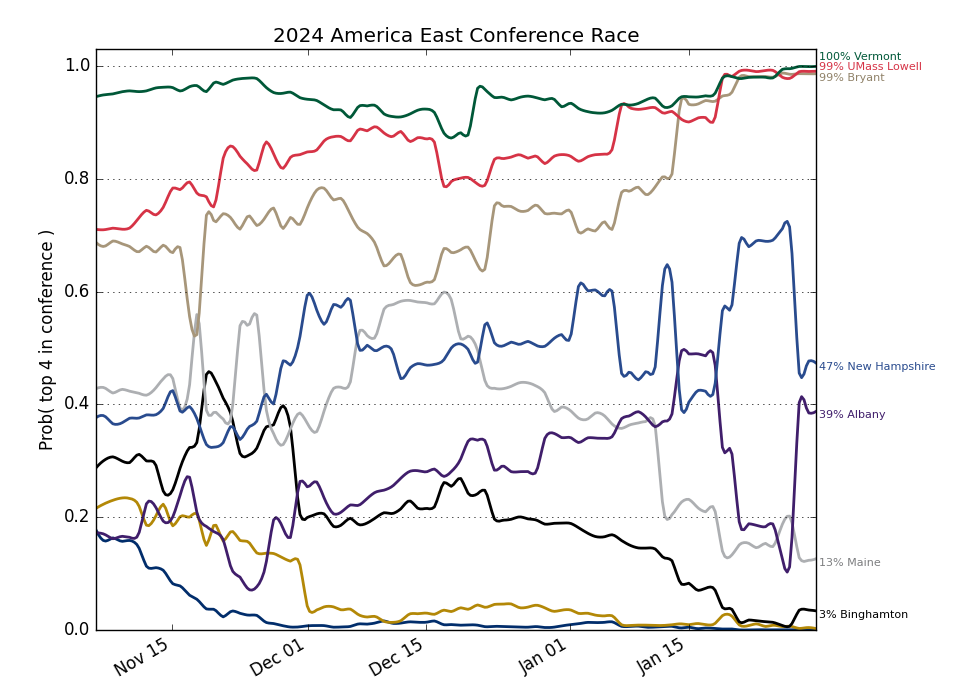 2024 America East Conference Race
Prob( top 4 in conference )
1.0
0.8
0.6
0.4
0.2
0.0
Nov 15
Dec 01
Dec 15
Jan 01
Jan 15
100% Vermont
99% UMass Lowell
99% Bryant
47% New Hampshire
39% Albany
13% Maine
3% Binghamton